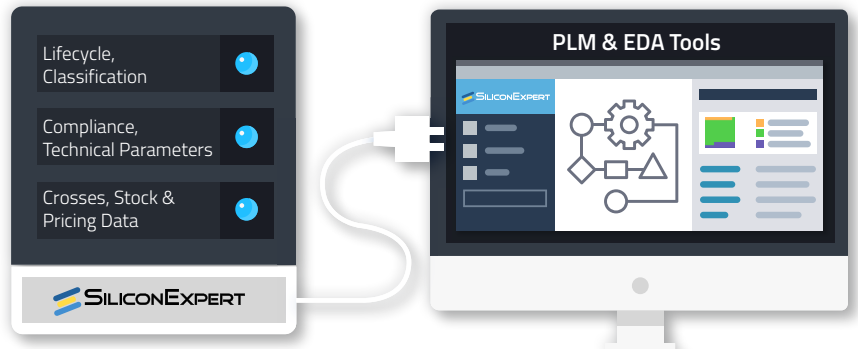 Lifecycle,
Classification
Compliance,
Technical Parameters
Crosses, Stock &
Pricing Data
SILICONEXPERT
PLM & EDA Tools
SILICONEXPERT